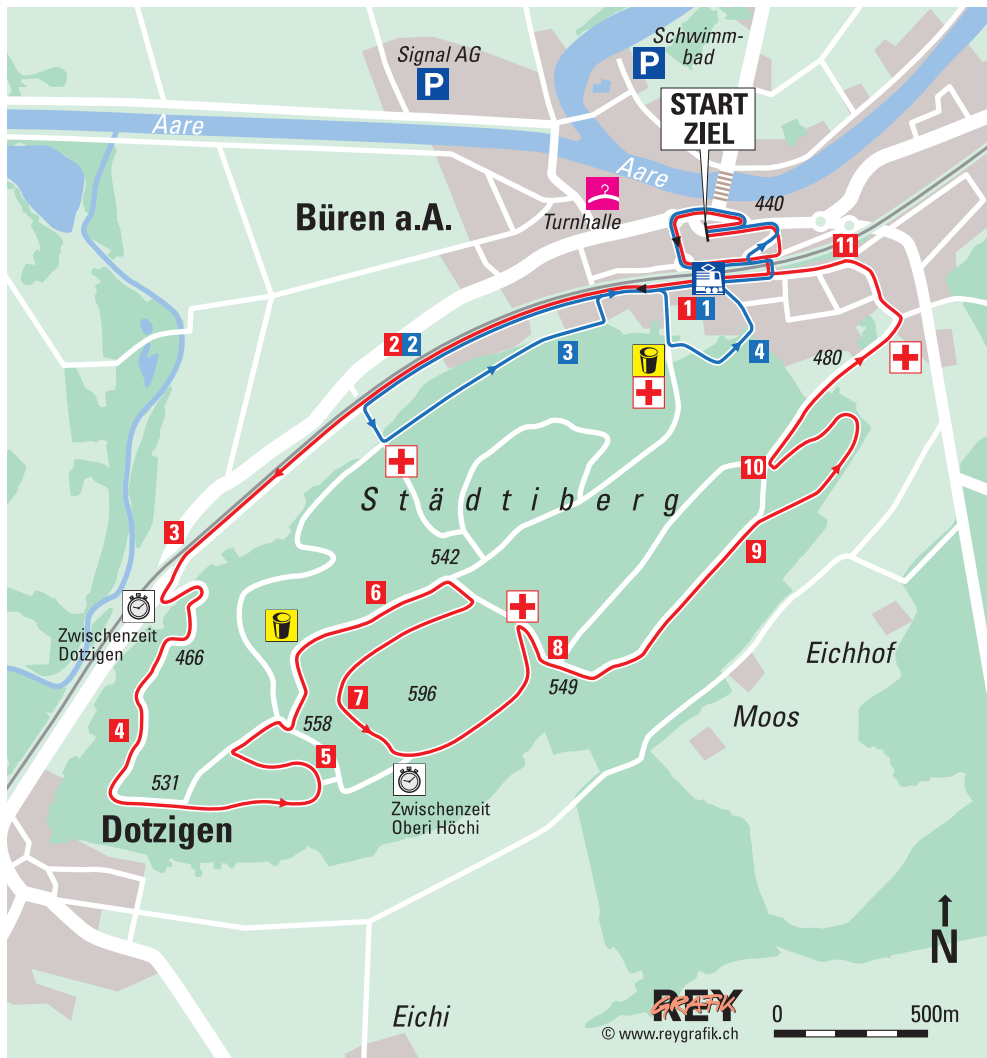 Schwimm-
bad
Signal AG
P
P
START
ZIEL
Aare
Aare
Büren a.A.
Turnhalle
440
11
1 1
2 2
3
4
480
10
Städtiberg
3
542
9
6
Zwischenzeit
Dotzigen
466
8
Eichhof
549
7
596
Moos
4
558
5
531
Zwischenzeit
Oberi Höchi
Dotzigen
N
REY
GRAFIK
© www.reygrafik.ch
0 500m
Eichi